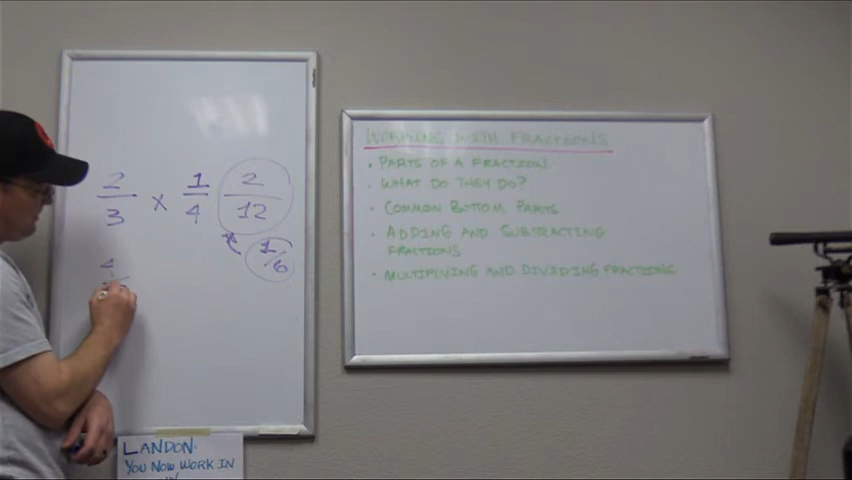 2/3 x 1/4 2/12
1/6
4
WORKING WITH FRACTIONS
• PARTS OF A FRACTION
• WHAT DO THEY DO?
• COMMON BOTTOM PARTS
• ADDING AND SUBTRACTING
FRACTIONS
• MULTIPLYING AND DIVIDING FRACTIONS
LANDON:
YOU NOW WORK IN